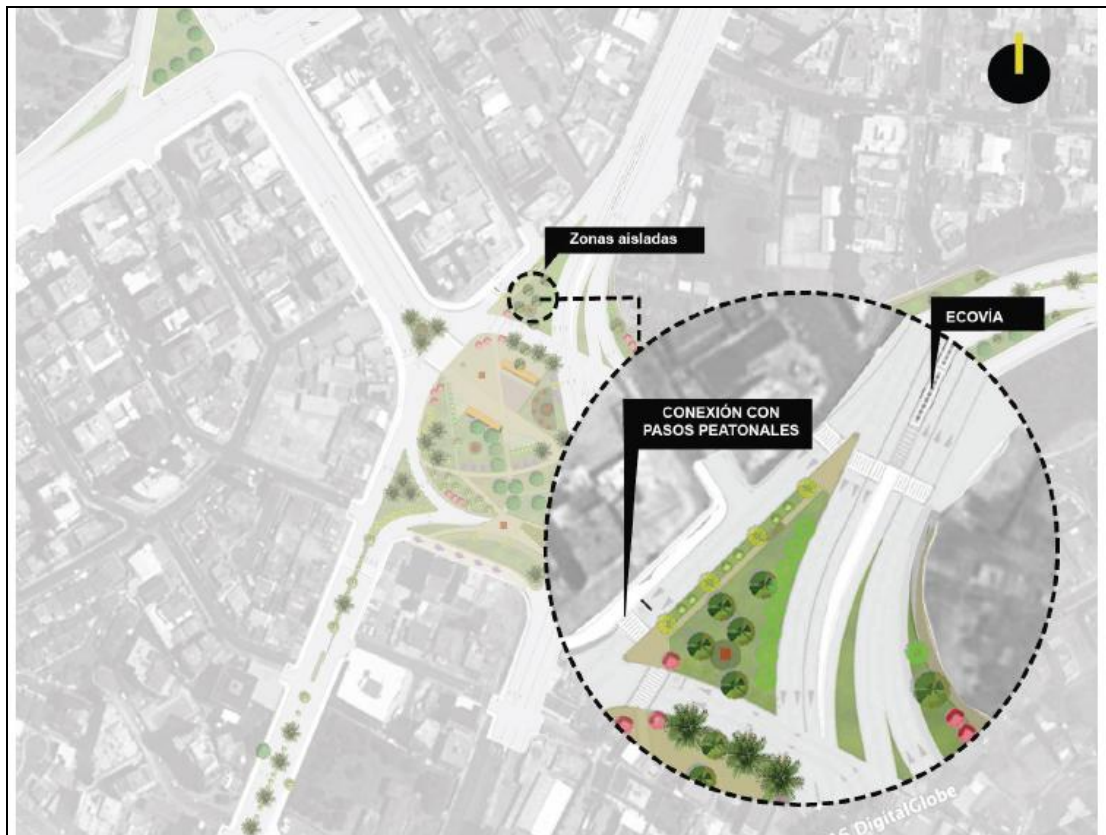 Zonas aisladas
ECOVÍA
CONEXIÓN CON
PASOS PEATONALES
DigitalGlobe